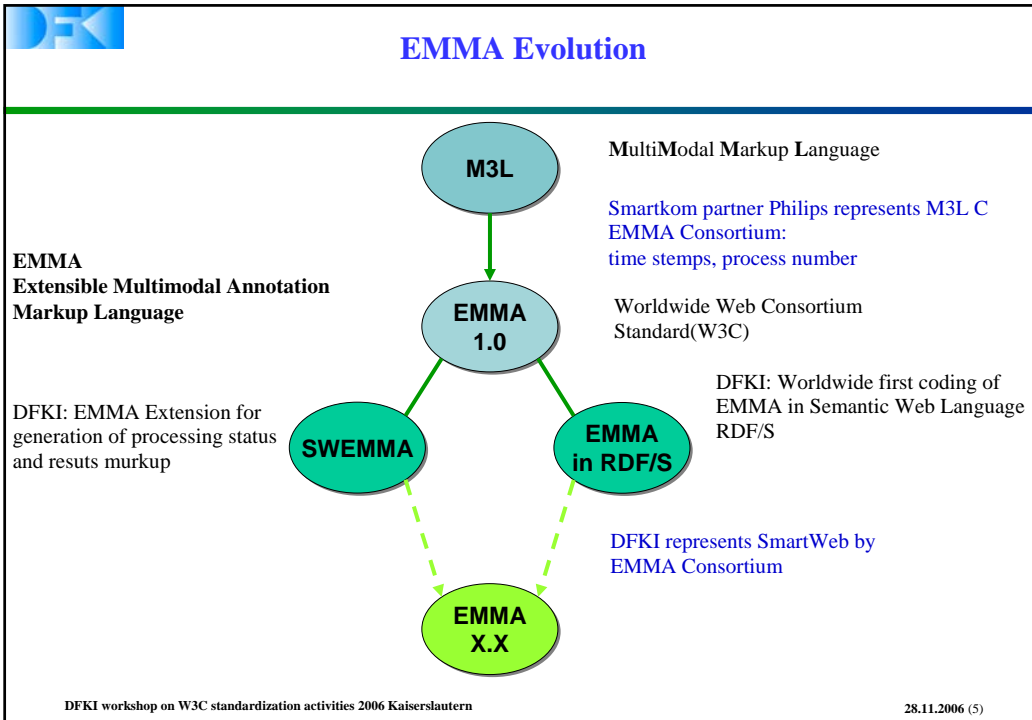 DFKI
EMMA Evolution
M3L
MultiModal Markup Language
Smartkom partner Philips represents M3L C
EMMA Consortium:
time stemps, process number
EMMA
Extensible Multimodal Annotation
Markup Language
EMMA
1.0
Worldwide Web Consortium
Standard(W3C)
DFKI: EMMA Extension for
generation of processing status
and resuts murkup
SWEMMA
EMMA
in RDF/S
DFKI: Worldwide first coding of
EMMA in Semantic Web Language
RDF/S
DFKI represents SmartWeb by
EMMA Consortium
EMMA
X.X
DFKI workshop on W3C standardization activities 2006 Kaiserslautern
28.11.2006 (5)